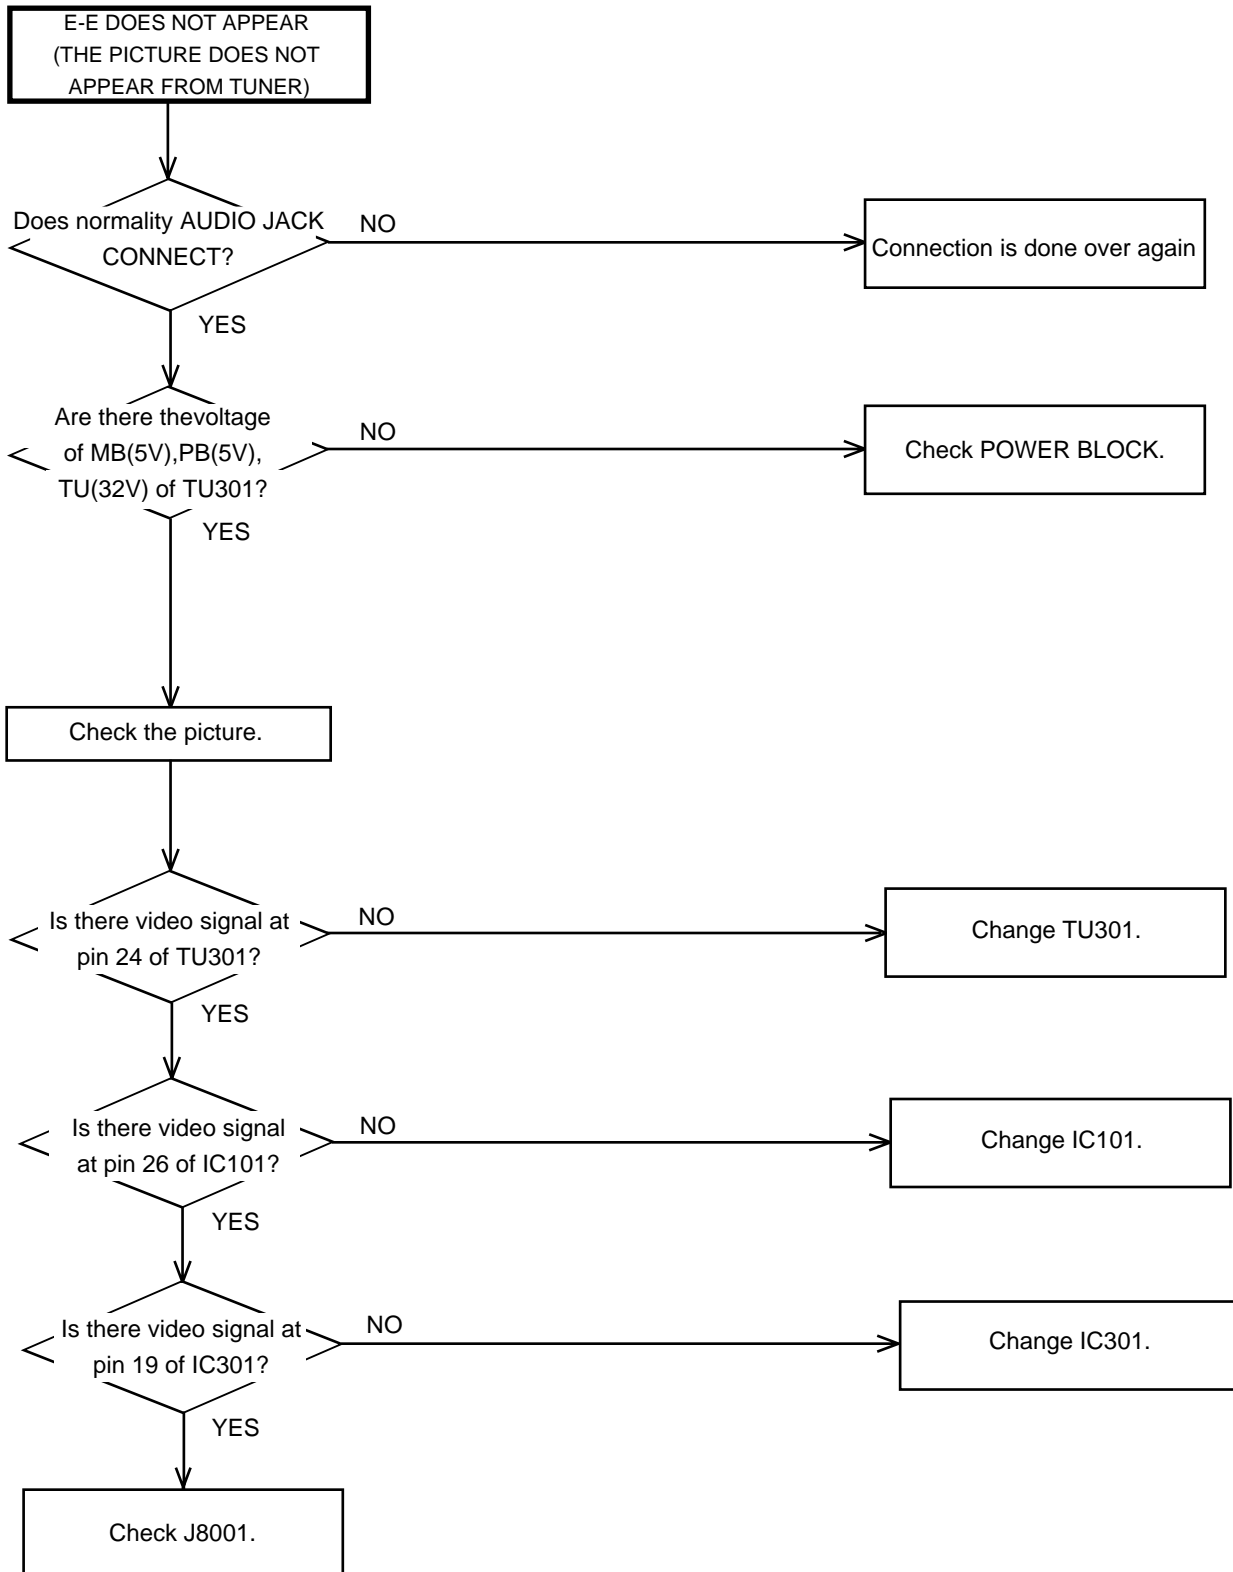 E-E DOES NOT APPEAR
(THE PICTURE DOES NOT
APPEAR FROM TUNER)
Does normality AUDIO JACK
CONNECT?
NO
Connection is done over again
YES
Are there thevoltage
of MB(5V),PB(5V),
TU(32V) of TU301?
NO
Check POWER BLOCK.
YES
Check the picture.
Is there video signal at
pin 24 of TU301?
NO
Change TU301.
YES
Is there video signal
at pin 26 of IC101?
NO
Change IC101.
YES
Is there video signal at
pin 19 of IC301?
NO
Change IC301.
YES
Check J8001.